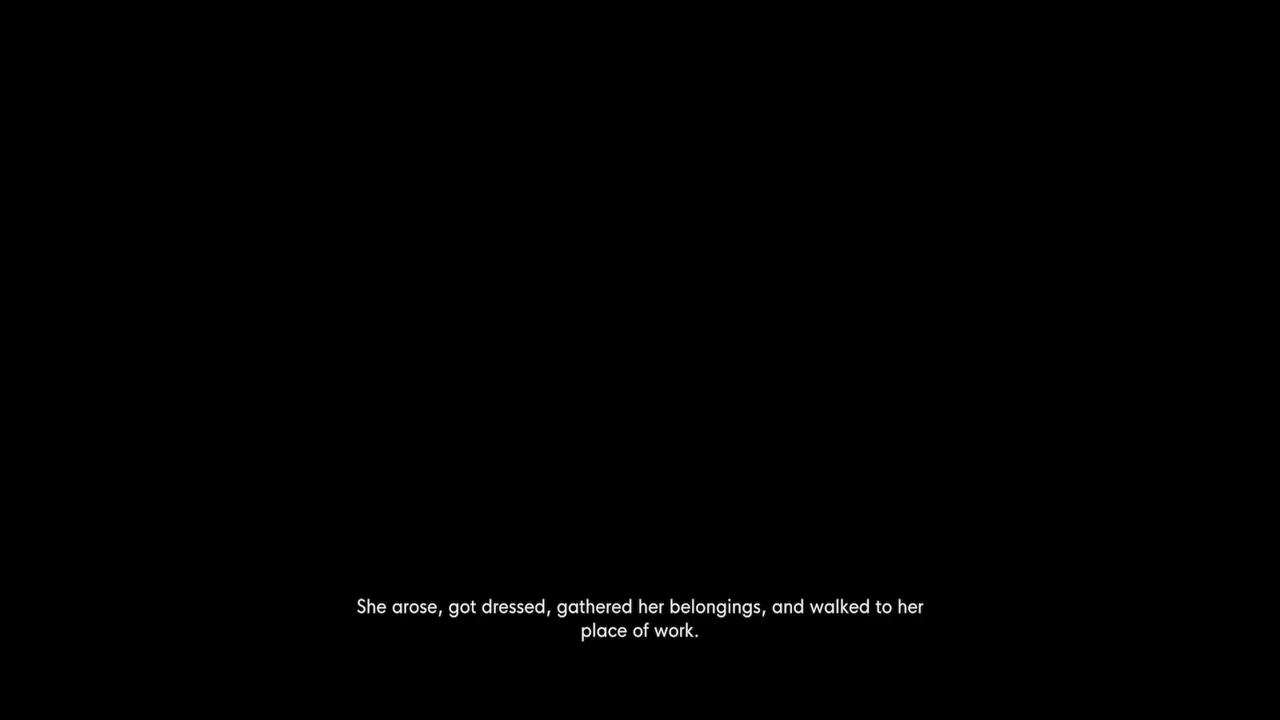 She arose, got dressed, gathered her belongings, and walked to her
place of work.